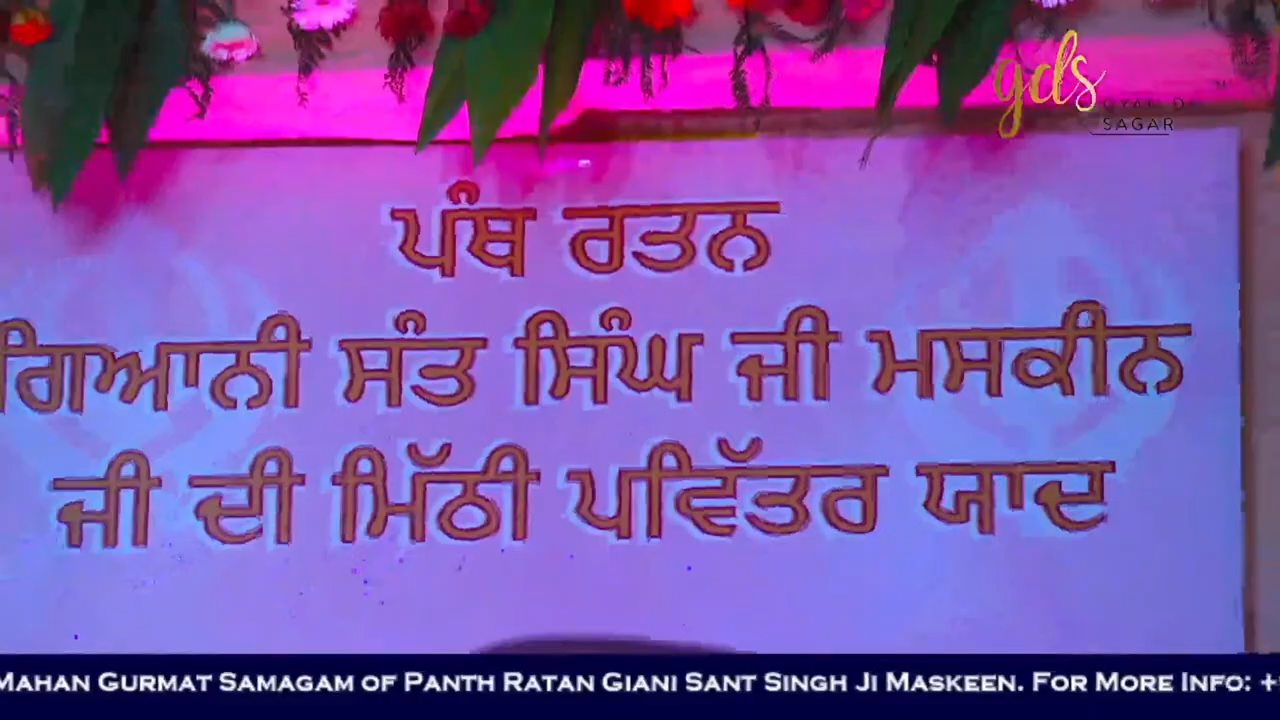 gds
SAGAR
ਪੰਥ ਰਤਨ
ਗਿਆਨੀ ਸੰਤ ਸਿੰਘ ਜੀ ਮਸਕੀਨ
ਜੀ ਦੀ ਮਿੱਠੀ ਪਵਿੱਤਰ ਯਾਦ
MAHAN GURMAT SAMAGAM OF PANTH RATAN GIANI SANT SINGH JI MASKEEN. FOR MORE INFO: +